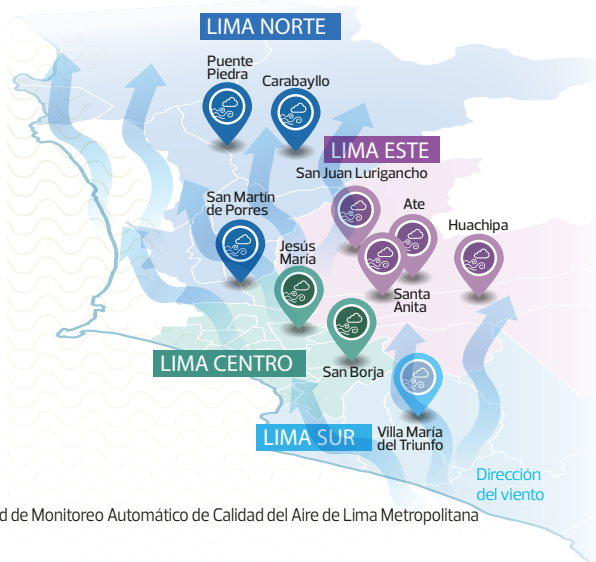 LIMA NORTE
Puente
Piedra
Carabayllo
LIMA ESTE
San Juan Lurigancho
San Martín
de Porres
Ate
Huachipa
Jesús
María
Santa
Anita
LIMA CENTRO
San Borja
LIMA SUR
Villa María
del Triunfo
Dirección
del viento
de Monitoreo Automático de Calidad del Aire de Lima Metropolitana